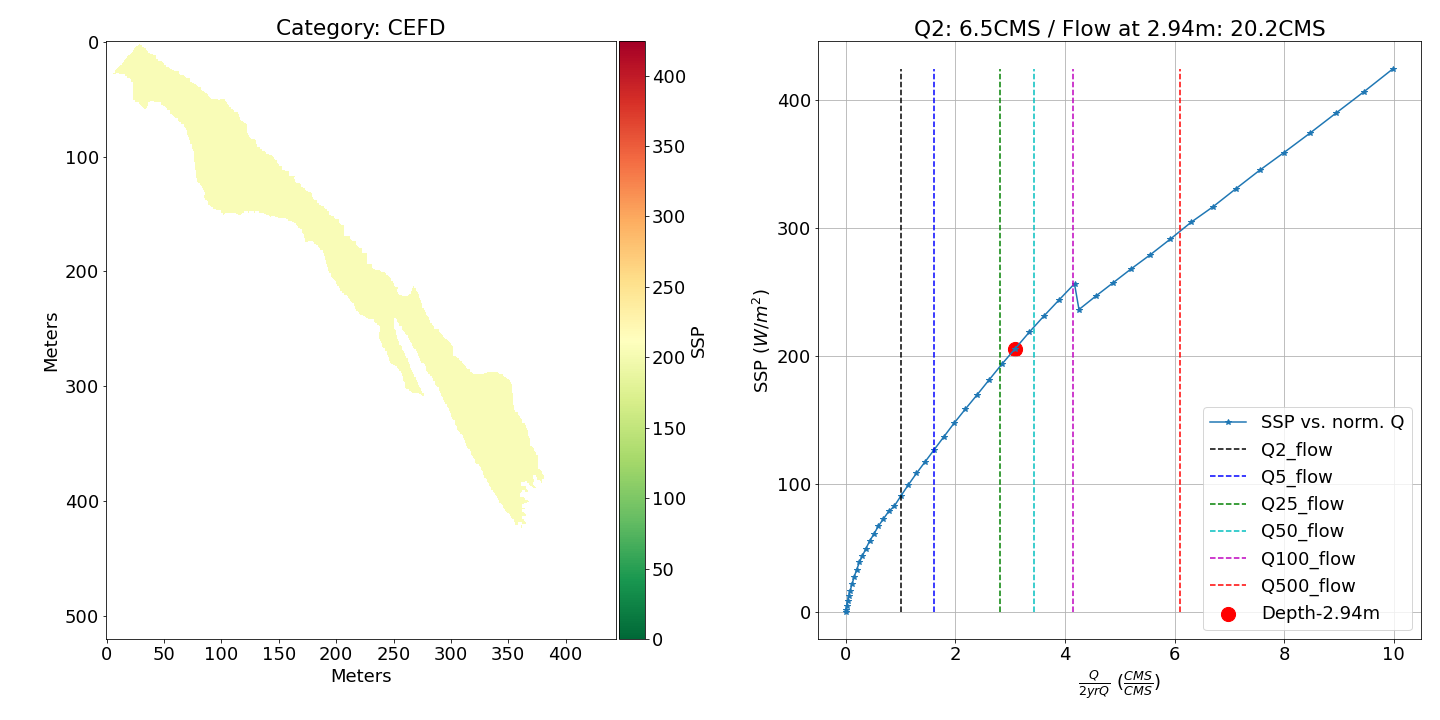 Category: CEFD
0
100
200
300
400
500
Meters
0
50
100
150
200
250
300
350
400
Meters
400
350
300
250
200
150
100
50
0
SSP
Q2: 6.5CMS / Flow at 2.94m: 20.2CMS
400
300
200
100
0
SSP (W/m²)
SSP vs. norm. Q
Q2_flow
Q5_flow
Q25_flow
Q50_flow
Q100_flow
Q500_flow
Depth-2.94m
0
2
4
6
8
10
Q/2yrQ (CMS/CMS)